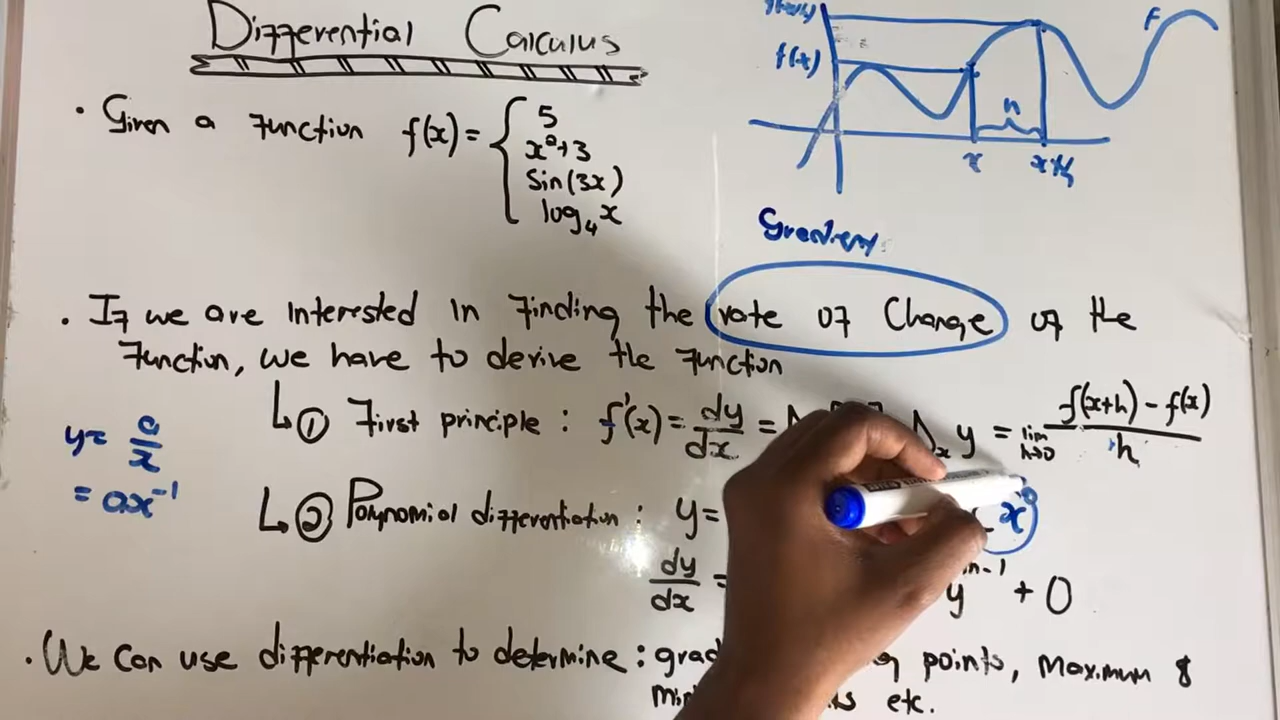 Differential Calculus
• Given a function f(x) = { 5
x²+3
sin(3x)
log₄ x
f(x)
h
x x+h
F
Gradient
• If we are interested in finding the rate of change of the
function, we have to derive the function
① First principle : f'(x) = dy/dx = y = lim h→0 f(x+h) - f(x) / h
y = a/x
= ax⁻¹
② Polynomial differentiation : y = x⁰
dy/dx = y + 0
• We can use differentiation to determine : points, maximum &
etc.